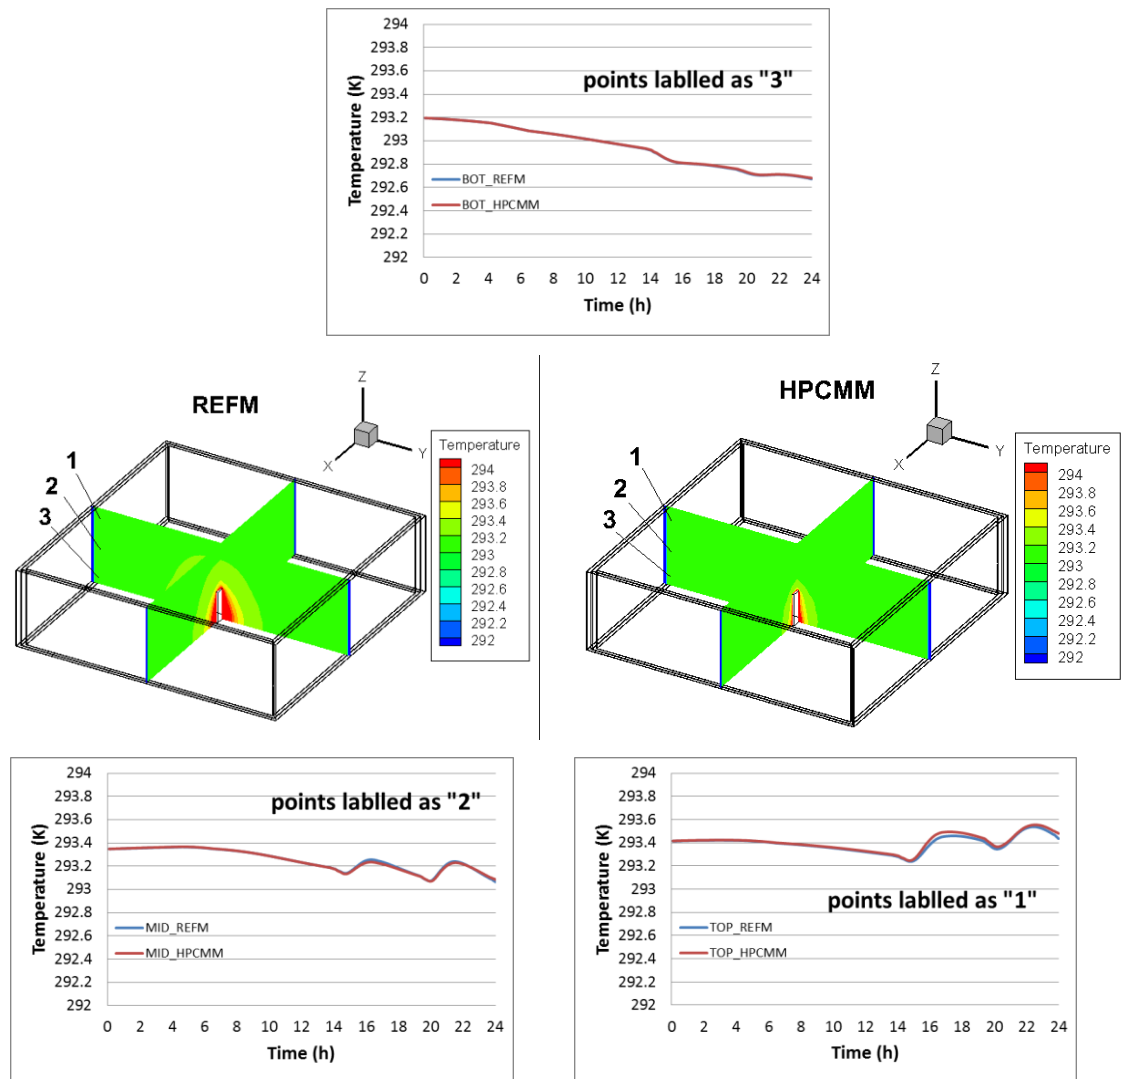 294
293.8
293.6
293.4
293.2
293
292.8
292.6
292.4
292.2
292
Temperature (K)
points lablled as "3"
BOT_REFM
BOT_HPCMM
0 2 4 6 8 10 12 14 16 18 20 22 24
Time (h)
REFM
Z
X
Y
1
2
3
Temperature
294
293.8
293.6
293.4
293.2
293
292.8
292.6
292.4
292.2
292
HPCMM
Z
X
Y
1
2
3
Temperature
294
293.8
293.6
293.4
293.2
293
292.8
292.6
292.4
292.2
292
294
293.8
293.6
293.4
293.2
293
292.8
292.6
292.4
292.2
292
Temperature (K)
points lablled as "2"
MID_REFM
MID_HPCMM
0 2 4 6 8 10 12 14 16 18 20 22 24
Time (h)
294
293.8
293.6
293.4
293.2
293
292.8
292.6
292.4
292.2
292
Temperature (K)
points lablled as "1"
TOP_REFM
TOP_HPCMM
0 2 4 6 8 10 12 14 16 18 20 22 24
Time (h)